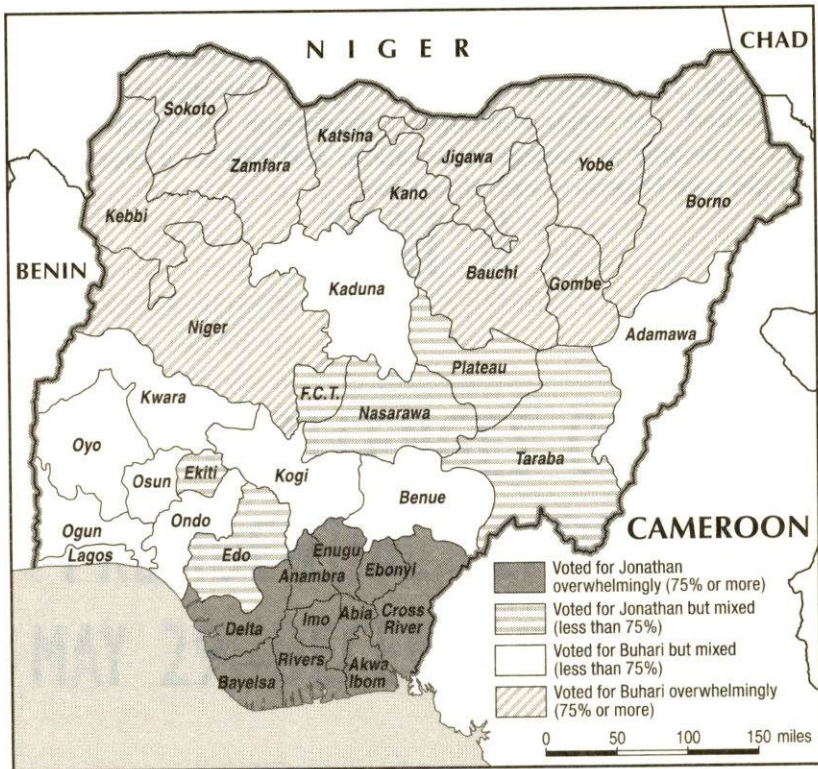 NIGER
CHAD
Sokoto
Katsina
Zamfara
Jigawa
Yobe
Kano
Borno
Kebbi
BENIN
Bauchi
Gombe
Kaduna
Niger
Adamawa
Plateau
F.C.T.
Kwara
Nasarawa
Oyo
Taraba
Osun
Ekiti
Kogi
Benue
Ondo
Ogun
CAMEROON
Lagos
Edo
Enugu
Anambra
Ebonyi
Delta
Imo
Abia
Cross
River
Rivers
Akwa
Ibom
Bayelsa
Voted for Jonathan
overwhelmingly (75% or more)
Voted for Jonathan but mixed
(less than 75%)
Voted for Buhari but mixed
(less than 75%)
Voted for Buhari overwhelmingly
(75% or more)
0 50 100 150 miles
MAY 2